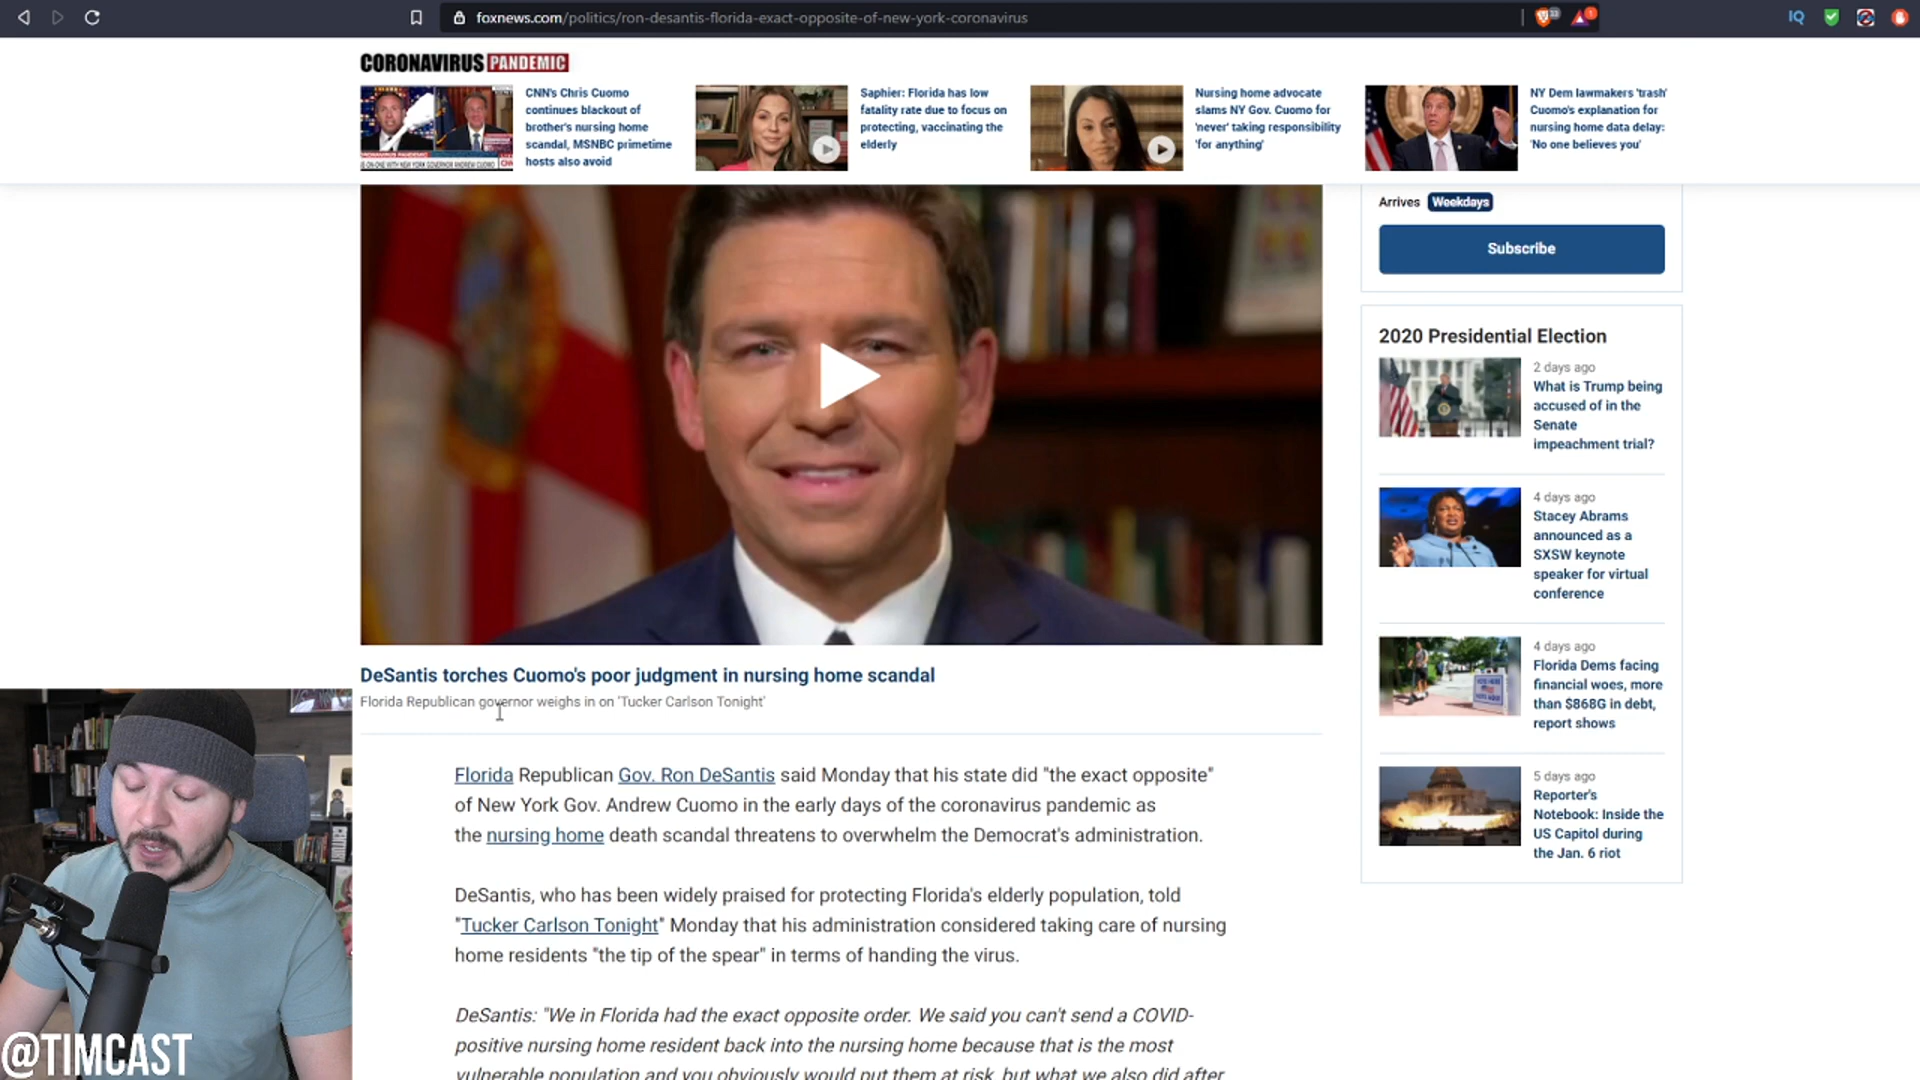 foxnews.com/politics/ron-desantis-florida-exact-opposite-of-new-york-coronavirus
IQ
CORONAVIRUS PANDEMIC
CNN's Chris Cuomo
continues blackout of
brother's nursing home
scandal, MSNBC primetime
hosts also avoid
Saphier: Florida has low
fatality rate due to focus on
protecting, vaccinating the
elderly
Nursing home advocate
slams NY Gov. Cuomo for
'never' taking responsibility
'for anything'
NY Dem lawmakers 'trash'
Cuomo's explanation for
nursing home data delay:
'No one believes you'
Arrives Weekdays
Subscribe
2020 Presidential Election
2 days ago
What is Trump being
accused of in the
Senate
impeachment trial?
4 days ago
Stacey Abrams
announced as a
SXSW keynote
speaker for virtual
conference
4 days ago
Florida Dems facing
financial woes, more
than $868G in debt,
report shows
5 days ago
Reporter's
Notebook: Inside the
US Capitol during
the Jan. 6 riot
DeSantis torches Cuomo's poor judgment in nursing home scandal
Florida Republican governor weighs in on 'Tucker Carlson Tonight'
Florida Republican Gov. Ron DeSantis said Monday that his state did "the exact opposite"
of New York Gov. Andrew Cuomo in the early days of the coronavirus pandemic as
the nursing home death scandal threatens to overwhelm the Democrat's administration.
DeSantis, who has been widely praised for protecting Florida's elderly population, told
"Tucker Carlson Tonight" Monday that his administration considered taking care of nursing
home residents "the tip of the spear" in terms of handing the virus.
DeSantis: "We in Florida had the exact opposite order. We said you can't send a COVID-
positive nursing home resident back into the nursing home because that is the most
vulnerable population and you obviously would put them at risk, but what we also did after
@TIMCAST